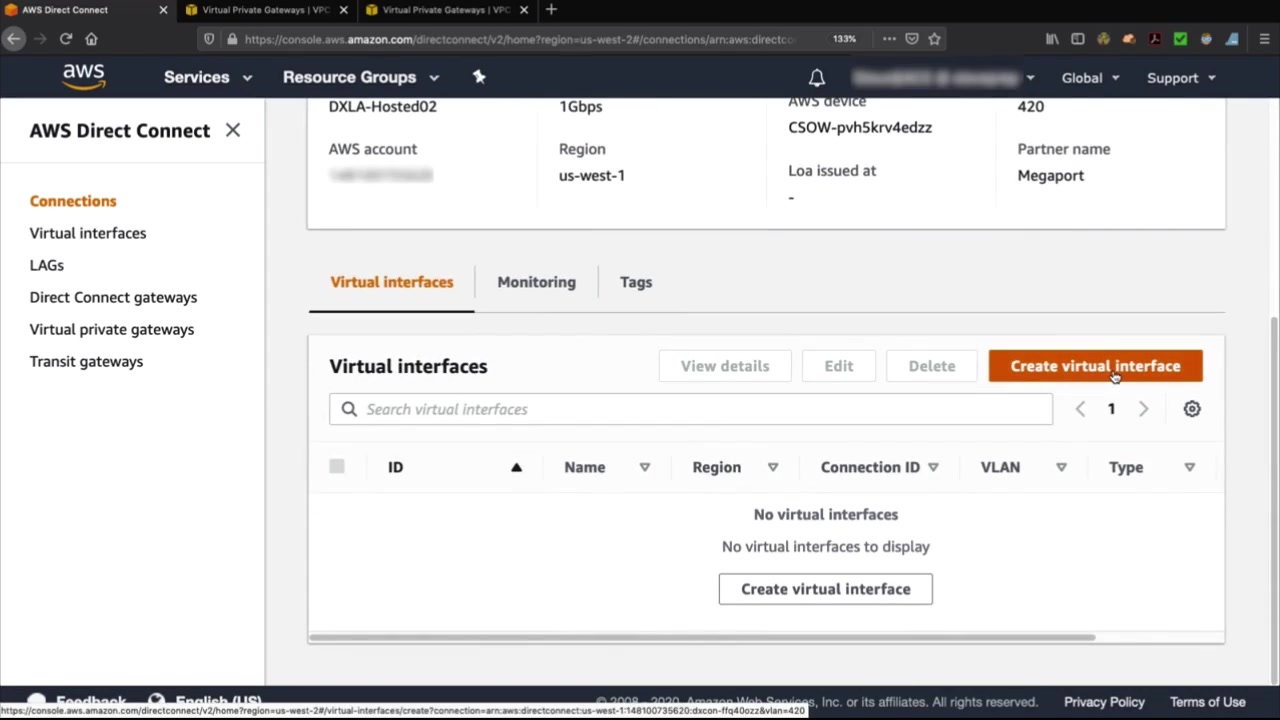 AWS Direct Connect
Virtual Private Gateways | VPC
Virtual Private Gateways | VPC
https://console.aws.amazon.com/directconnect/v2/home?region=us-west-2#/connections/arn:aws:directco
133%
aws
Services
Resource Groups
Global
Support
AWS Direct Connect
Connections
Virtual interfaces
LAGs
Direct Connect gateways
Virtual private gateways
Transit gateways
DXLA-Hosted02
1Gbps
AWS device
CSOW-pvh5krv4edzz
420
AWS account
Region
us-west-1
Loa issued at
-
Partner name
Megaport
Virtual interfaces
Monitoring
Tags
Virtual interfaces
View details
Edit
Delete
Create virtual interface
Search virtual interfaces
1
ID
Name
Region
Connection ID
VLAN
Type
No virtual interfaces
No virtual interfaces to display
Create virtual interface
Feedback
English (US)
© 2008 - 2020, Amazon Web Services, Inc. or its affiliates. All rights reserved.
Privacy Policy
Terms of Use
https://console.aws.amazon.com/directconnect/v2/home?region=us-west-2#/virtual-interfaces/create?connection=arn:aws:directconnect:us-west-1:148100735620:dxcon-ffq40ozz&vlan=420